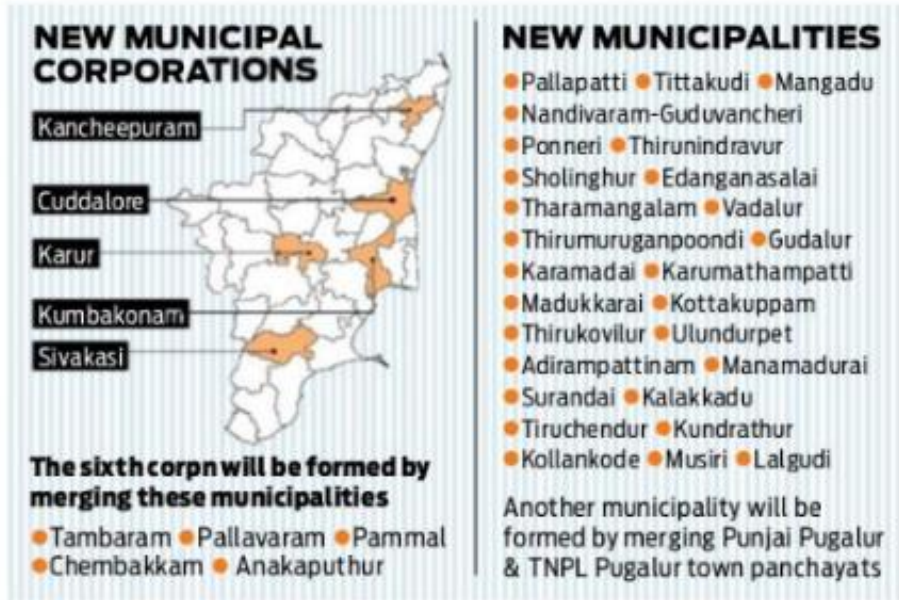 NEW MUNICIPAL
CORPORATIONS
Kancheepuram
Cuddalore
Karur
Kumbakonam
Sivakasi
The sixth corpn will be formed by
merging these municipalities
Tambaram Pallavaram Pammal
Chembakkam Anakaputhur
NEW MUNICIPALITIES
Pallapatti Tittakudi Mangadu
Nandivaram-Guduvancheri
Ponneri Thirunindravur
Sholinghur Edanganasalai
Tharamangalam Vadalur
Thirumuruganpoondi Gudalur
Karamadai Karumathampatti
Madukkarai Kottakuppam
Thirukovilur Ulundurpet
Adirampattinam Manamadurai
Surandai Kalakkadu
Tiruchendur Kundrathur
Kollankode Musiri Lalgudi
Another municipality will be
formed by merging Punjai Pugalur
& TNPL Pugalur town panchayats